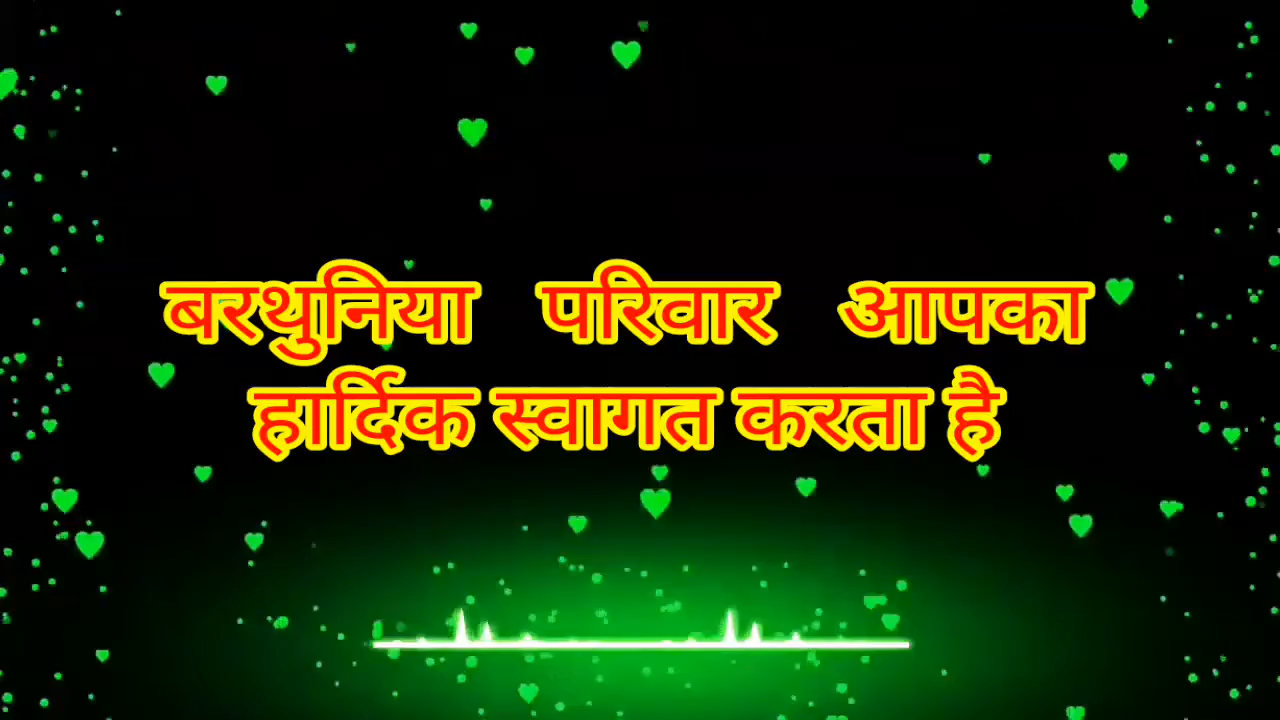 बरथुनिया परिवार आपका
हार्दिक स्वागत करता है